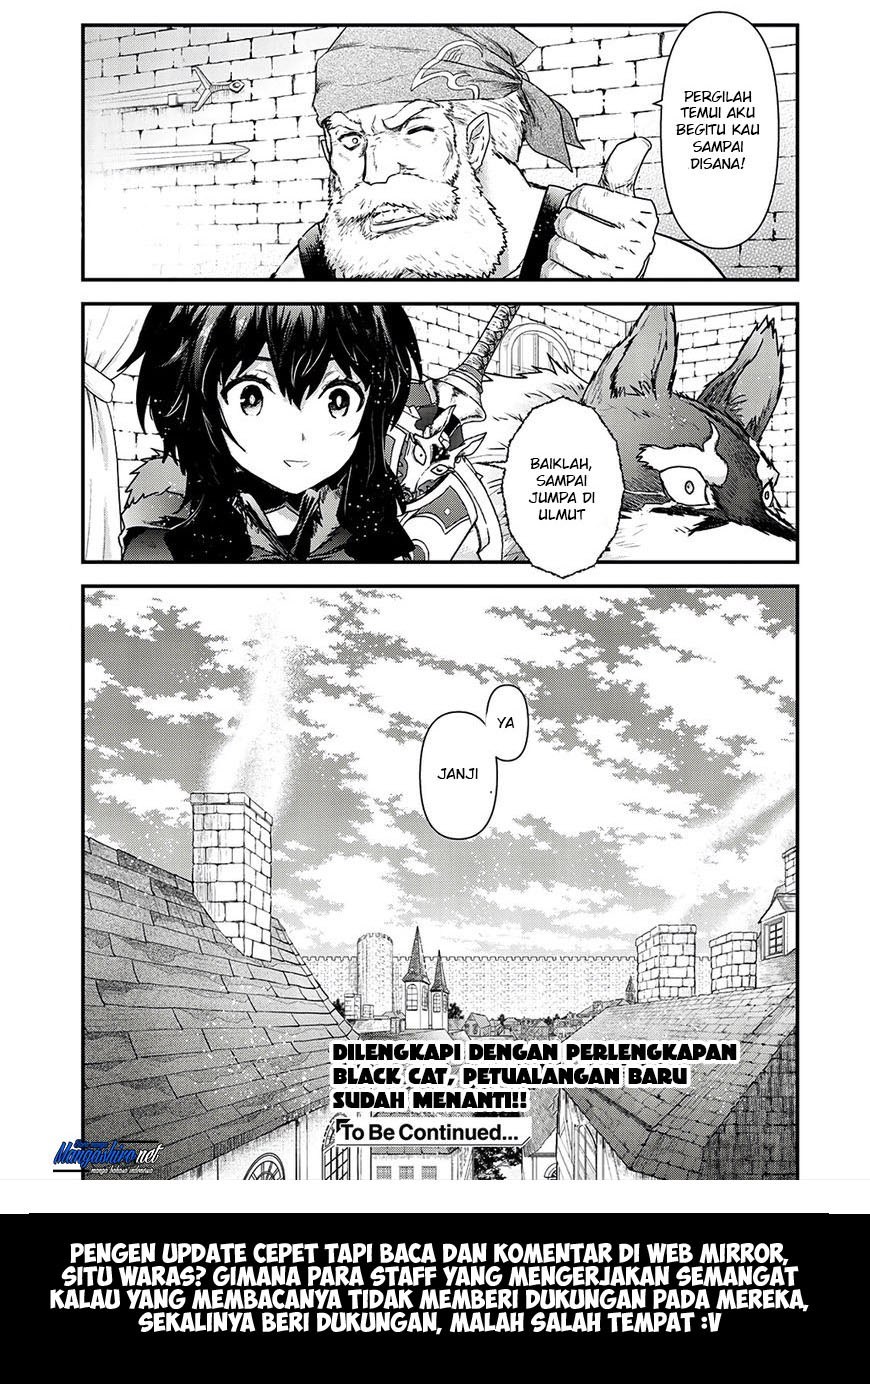 PERGILAH
TEMUI AKU
BEGITU KAU
SAMPAI
DISANA!
BAIKLAH,
SAMPAI
JUMPA DI
ULMUT
YA
JANJI
DILENGKAPI DENGAN PERLENGKAPAN
BLACK CAT, PETUALANGAN BARU
SUDAH MENANTI!!
To Be Continued...
Mangashiro.net
manga bahasa indonesia
PENGEN UPDATE CEPET TAPI BACA DAN KOMENTAR DI WEB MIRROR,
SITU WARAS? GIMANA PARA STAFF YANG MENGERJAKAN SEMANGAT
KALAU YANG MEMBACANYA TIDAK MEMBERI DUKUNGAN PADA MEREKA,
SEKALINYA BERI DUKUNGAN, MALAH SALAH TEMPAT :V